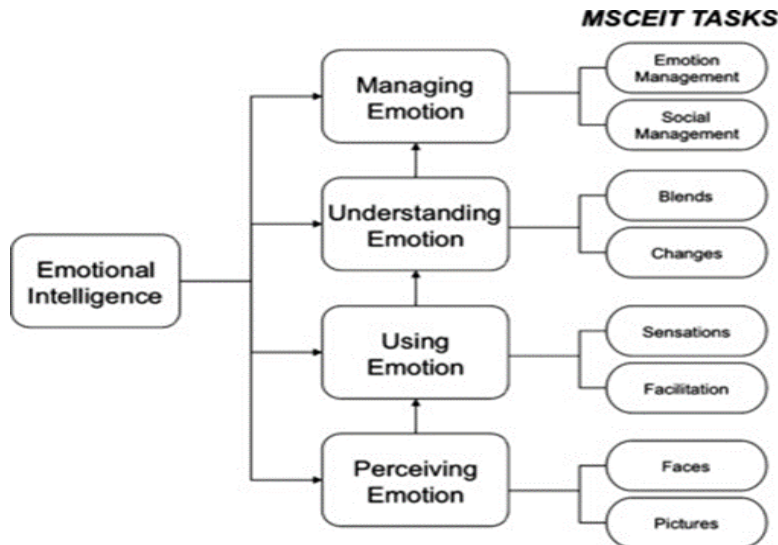 MSCEIT TASKS
Managing
Emotion
Emotion
Management
Social
Management
Understanding
Emotion
Blends
Changes
Emotional
Intelligence
Using
Emotion
Sensations
Facilitation
Perceiving
Emotion
Faces
Pictures